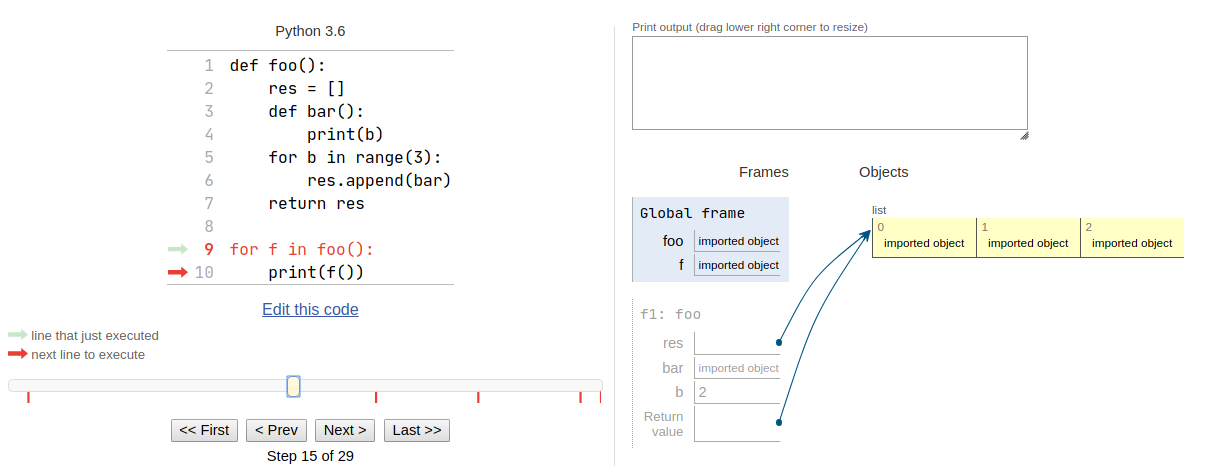 Python 3.6
1 def foo():
2     res = []
3     def bar():
4         print(b)
5     for b in range(3):
6         res.append(bar)
7     return res
8
9 for f in foo():
10     print(f())
Edit this code
line that just executed
next line to execute
<< First < Prev Next > Last >>
Step 15 of 29
Print output (drag lower right corner to resize)
Frames Objects
Global frame
foo imported object
f imported object
f1: foo
res
bar imported object
b 2
Return
value
list
0 1 2
imported object imported object imported object